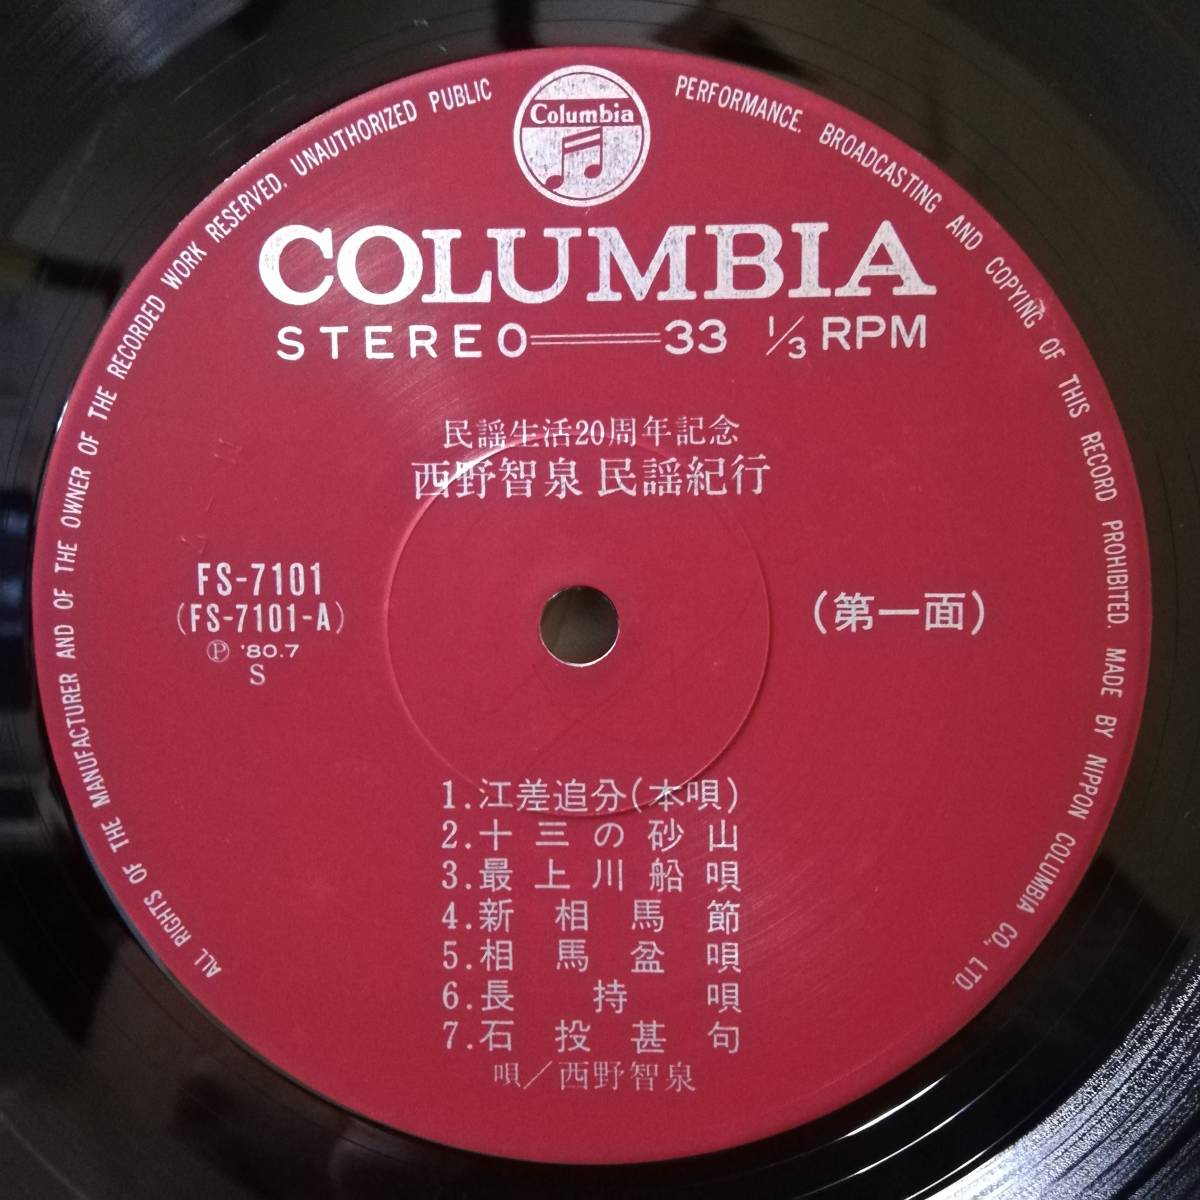 ALL RIGHTS OF THE MANUFACTURER AND OF THE OWNER OF THE RECORDED WORK RESERVED. UNAUTHORIZED PUBLIC PERFORMANCE. BROADCASTING AND COPYING OF THIS RECORD PROHIBITED. MADE BY NIPPON COLUMBIA CO., LTD.
Columbia
COLUMBIA
STEREO 33 1/3 RPM
民謡生活20周年記念
西野智泉 民謡紀行
FS-7101
(FS-7101-A)
Ⓟ '80.7
S
(第一面)
1.江差追分(本唄)
2.十三の砂山
3.最上川船唄
4.新相馬節
5.相馬盆唄
6.長持唄
7.石投甚句
唄/西野智泉